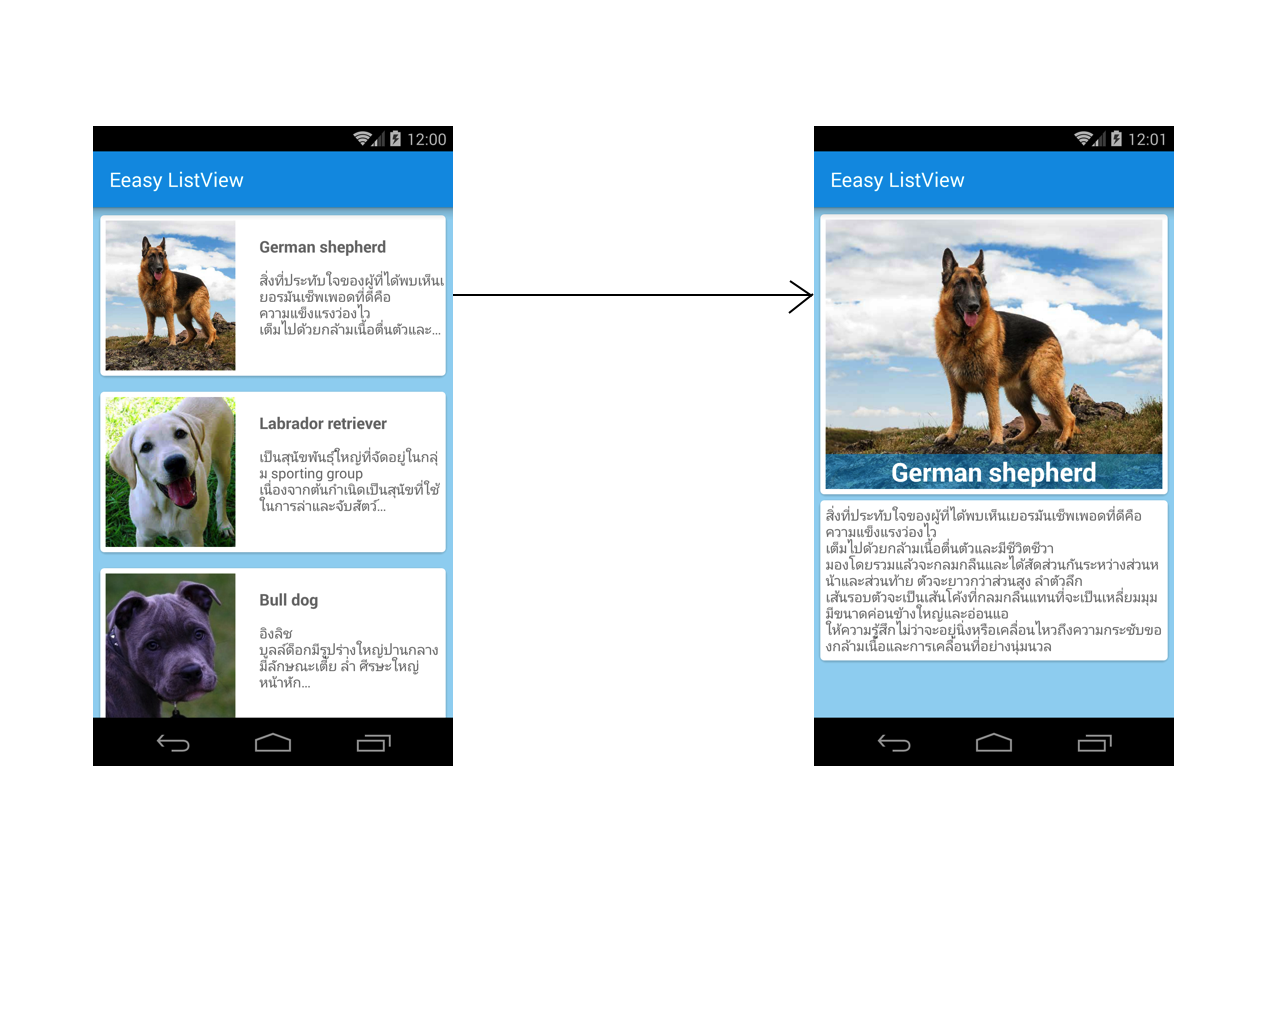 12:00
Eeasy ListView
German shepherd
สิ่งที่ประทับใจของผู้ที่ได้พบเห็นเ
ยอรมันเช็พเพอดที่ดีคือ
ความแข็งแรงว่องไว
เต็มไปด้วยกล้ามเนื้อตื่นตัวและ...
Labrador retriever
เป็นสุนัขพันธุ์ใหญ่ที่จัดอยู่ในกลุ่
ม sporting group
เนื่องจากต้นกำเนิดเป็นสุนัขที่ใช้
ในการล่าและจับสัตว์...
Bull dog
อิงลิช
บูลล์ด็อกมีรูปร่างใหญ่ปานกลาง
มีลักษณะเตี้ย ล่ำ ศีรษะใหญ่
หน้าหัก...
12:01
Eeasy ListView
German shepherd
สิ่งที่ประทับใจของผู้ที่ได้พบเห็นเยอรมันเช็พเพอดที่ดีคือ
ความแข็งแรงว่องไว
เต็มไปด้วยกล้ามเนื้อตื่นตัวและมีชีวิตชีวา
มองโดยรวมแล้วจะกลมกลืนและได้สัดส่วนกันระหว่างส่วนห
น้าและส่วนท้าย ตัวจะยาวกว่าส่วนสูง ลำตัวลึก
เส้นรอบตัวจะเป็นเส้นโค้งที่กลมกลืนแทนที่จะเป็นเหลี่ยมมุม
มีขนาดค่อนข้างใหญ่และอ่อนแอ
ให้ความรู้สึกไม่ว่าจะอยู่นิ่งหรือเคลื่อนไหวถึงความกระชับขอ
งกล้ามเนื้อและการเคลื่อนที่อย่างนุ่มนวล